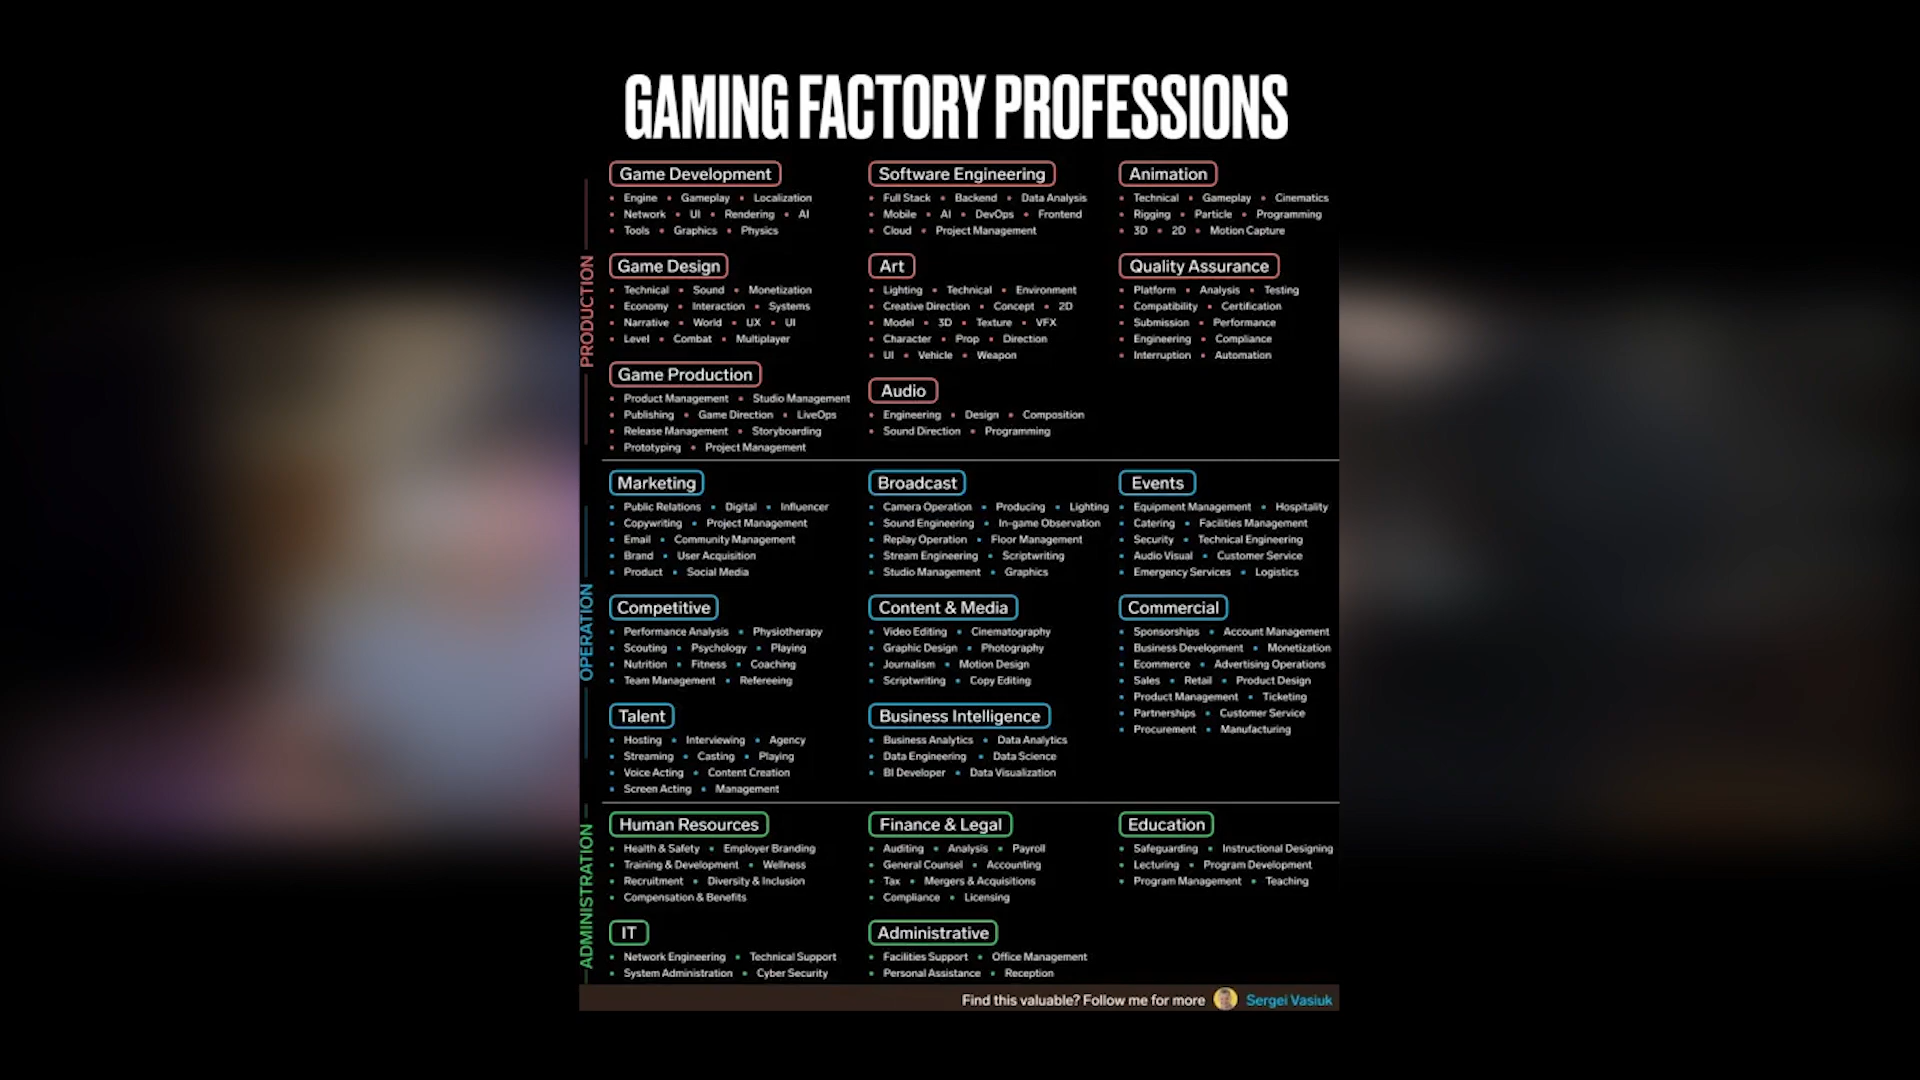 GAMING FACTORY PROFESSIONS
PRODUCTION
Game Development
• Engine • Gameplay • Localization
• Network • UI • Rendering • AI
• Tools • Graphics • Physics
Software Engineering
• Full Stack • Backend • Data Analysis
• Mobile • AI • DevOps • Frontend
• Cloud • Project Management
Animation
• Technical • Gameplay • Cinematics
• Rigging • Particle • Programming
• 3D • 2D • Motion Capture
Game Design
• Technical • Sound • Monetization
• Economy • Interaction • Systems
• Narrative • World • UX • UI
• Level • Combat • Multiplayer
Art
• Lighting • Technical • Environment
• Creative Direction • Concept • 2D
• Model • 3D • Texture • VFX
• Character • Prop • Direction
• UI • Vehicle • Weapon
Quality Assurance
• Platform • Analysis • Testing
• Compatibility • Certification
• Submission • Performance
• Engineering • Compliance
• Interruption • Automation
Game Production
• Product Management • Studio Management
• Publishing • Game Direction • LiveOps
• Release Management • Storyboarding
• Prototyping • Project Management
Audio
• Engineering • Design • Composition
• Sound Direction • Programming
OPERATION
Marketing
• Public Relations • Digital • Influencer
• Copywriting • Project Management
• Email • Community Management
• Brand • User Acquisition
• Product • Social Media
Broadcast
• Camera Operation • Producing • Lighting
• Sound Engineering • In-game Observation
• Replay Operation • Floor Management
• Stream Engineering • Scriptwriting
• Studio Management • Graphics
Events
• Equipment Management • Hospitality
• Catering • Facilities Management
• Security • Technical Engineering
• Audio Visual • Customer Service
• Emergency Services • Logistics
Competitive
• Performance Analysis • Physiotherapy
• Scouting • Psychology • Playing
• Nutrition • Fitness • Coaching
• Team Management • Refereeing
Content & Media
• Video Editing • Cinematography
• Graphic Design • Photography
• Journalism • Motion Design
• Scriptwriting • Copy Editing
Commercial
• Sponsorships • Account Management
• Business Development • Monetization
• Ecommerce • Advertising Operations
• Sales • Retail • Product Design
• Product Management • Ticketing
• Partnerships • Customer Service
• Procurement • Manufacturing
Talent
• Hosting • Interviewing • Agency
• Streaming • Casting • Playing
• Voice Acting • Content Creation
• Screen Acting • Management
Business Intelligence
• Business Analytics • Data Analytics
• Data Engineering • Data Science
• BI Developer • Data Visualization
ADMINISTRATION
Human Resources
• Health & Safety • Employer Branding
• Training & Development • Wellness
• Recruitment • Diversity & Inclusion
• Compensation & Benefits
Finance & Legal
• Auditing • Analysis • Payroll
• General Counsel • Accounting
• Tax • Mergers & Acquisitions
• Compliance • Licensing
Education
• Safeguarding • Instructional Designing
• Lecturing • Program Development
• Program Management • Teaching
IT
• Network Engineering • Technical Support
• System Administration • Cyber Security
Administrative
• Facilities Support • Office Management
• Personal Assistance • Reception
Find this valuable? Follow me for more Sergei Vasiuk